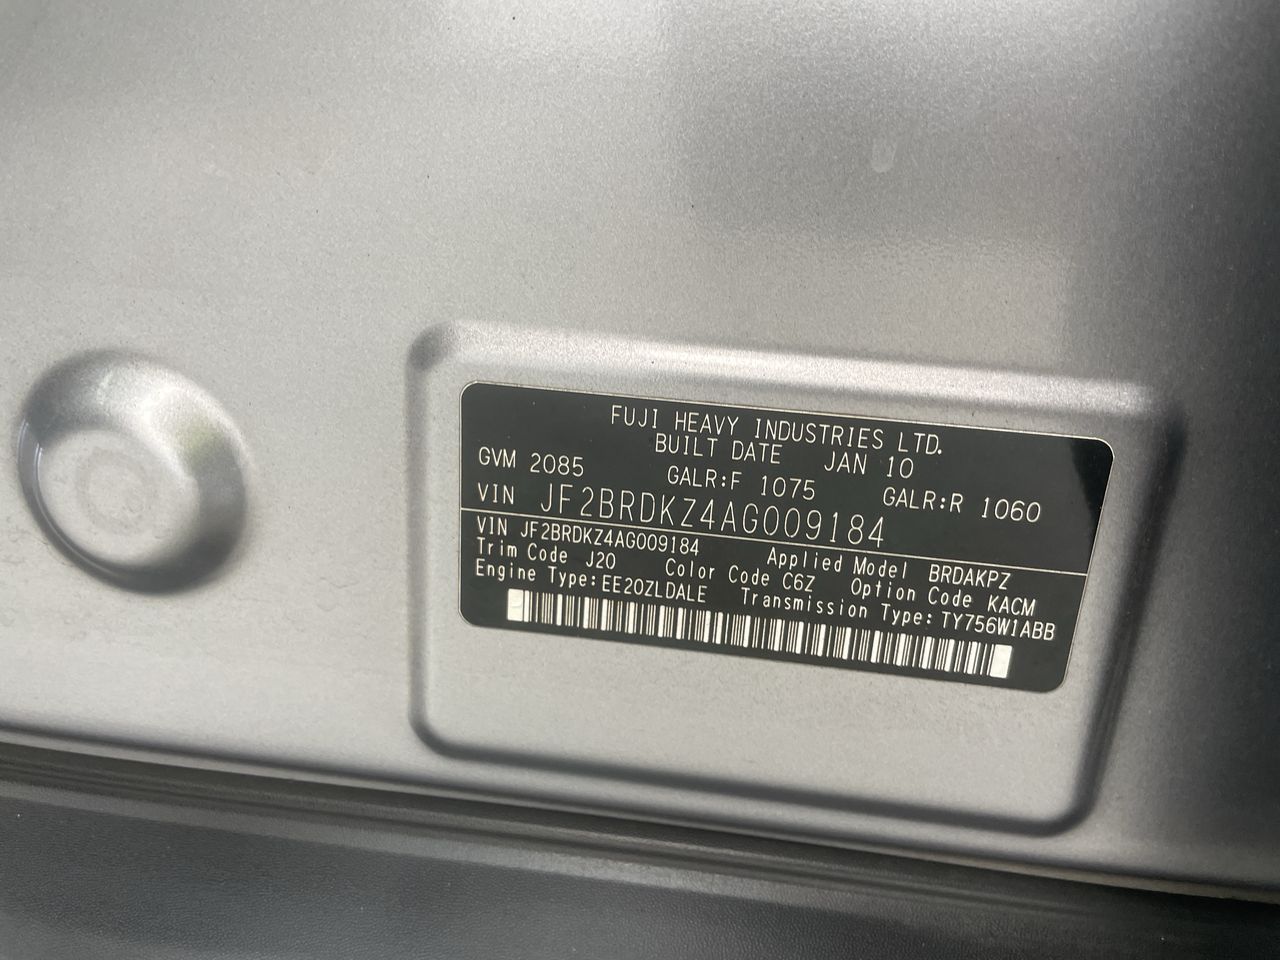 FUJI HEAVY INDUSTRIES LTD.
BUILT DATE JAN 10
GVM 2085 GALR:F 1075 GALR:R 1060
VIN JF2BRDKZ4AG009184
VIN JF2BRDKZ4AG009184 Applied Model BRDAKPZ
Trim Code J20 Color Code C6Z Option Code KACM
Engine Type:EE20ZLDALE Transmission Type:TY756W1ABB